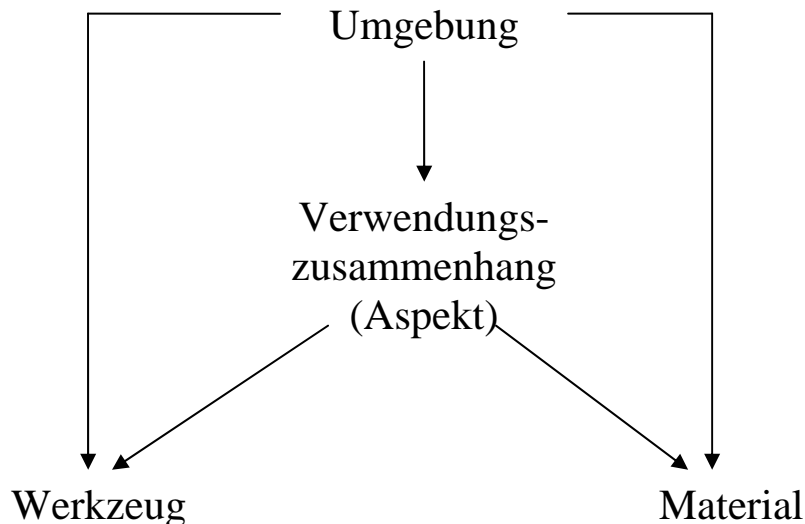 Umgebung
Verwendungs-
zusammenhang
(Aspekt)
Werkzeug
Material